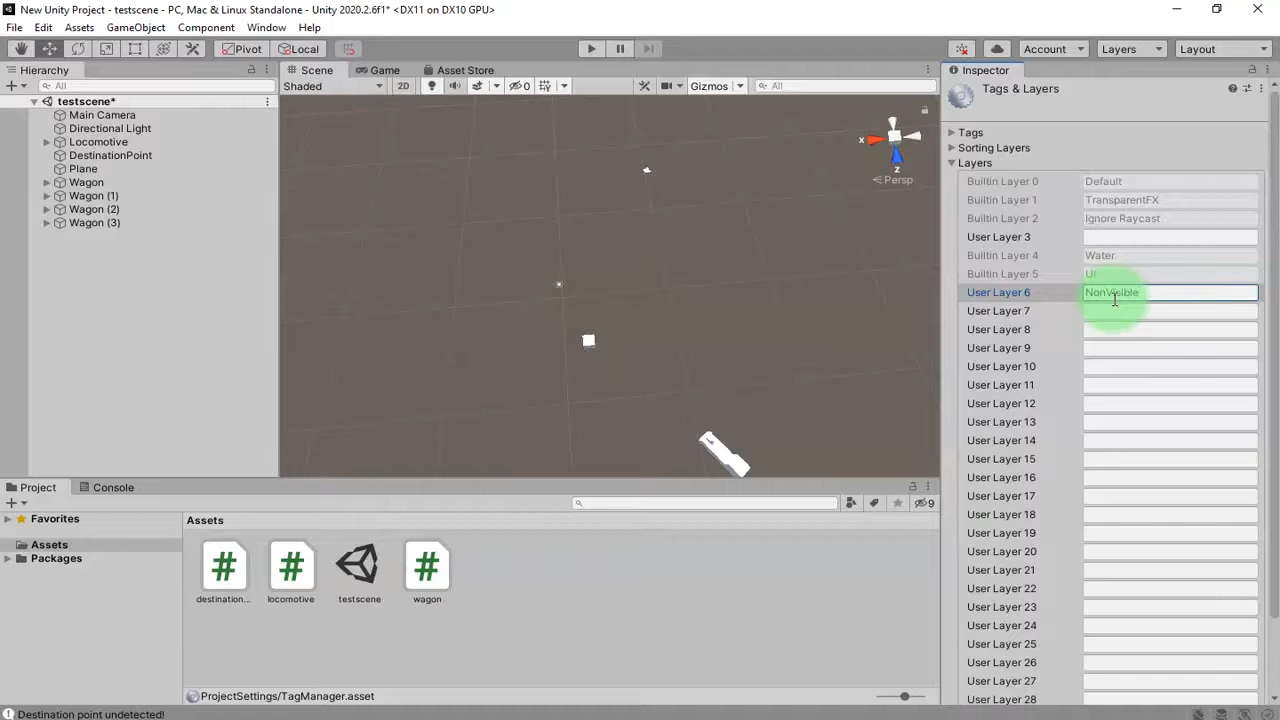 New Unity Project - testscene - PC, Mac & Linux Standalone - Unity 2020.2.6f1* <DX11 on DX10 GPU>
File Edit Assets GameObject Component Window Help
Pivot Local Account Layers Layout
Hierarchy
All
testscene*
Main Camera
Directional Light
Locomotive
DestinationPoint
Plane
Wagon
Wagon (1)
Wagon (2)
Wagon (3)
Scene Game Asset Store
Shaded 2D 0 Gizmos All
x
z
Persp
Inspector
Tags & Layers
Tags
Sorting Layers
Layers
Builtin Layer 0 Default
Builtin Layer 1 TransparentFX
Builtin Layer 2 Ignore Raycast
User Layer 3
Builtin Layer 4 Water
Builtin Layer 5 UI
User Layer 6 NonVisible
User Layer 7
User Layer 8
User Layer 9
User Layer 10
User Layer 11
User Layer 12
User Layer 13
User Layer 14
User Layer 15
User Layer 16
User Layer 17
User Layer 18
User Layer 19
User Layer 20
User Layer 21
User Layer 22
User Layer 23
User Layer 24
User Layer 25
User Layer 26
User Layer 27
User Layer 28
Project Console
9
Favorites
Assets
Packages
Assets
destination... locomotive testscene wagon
ProjectSettings/TagManager.asset
Destination point undetected!